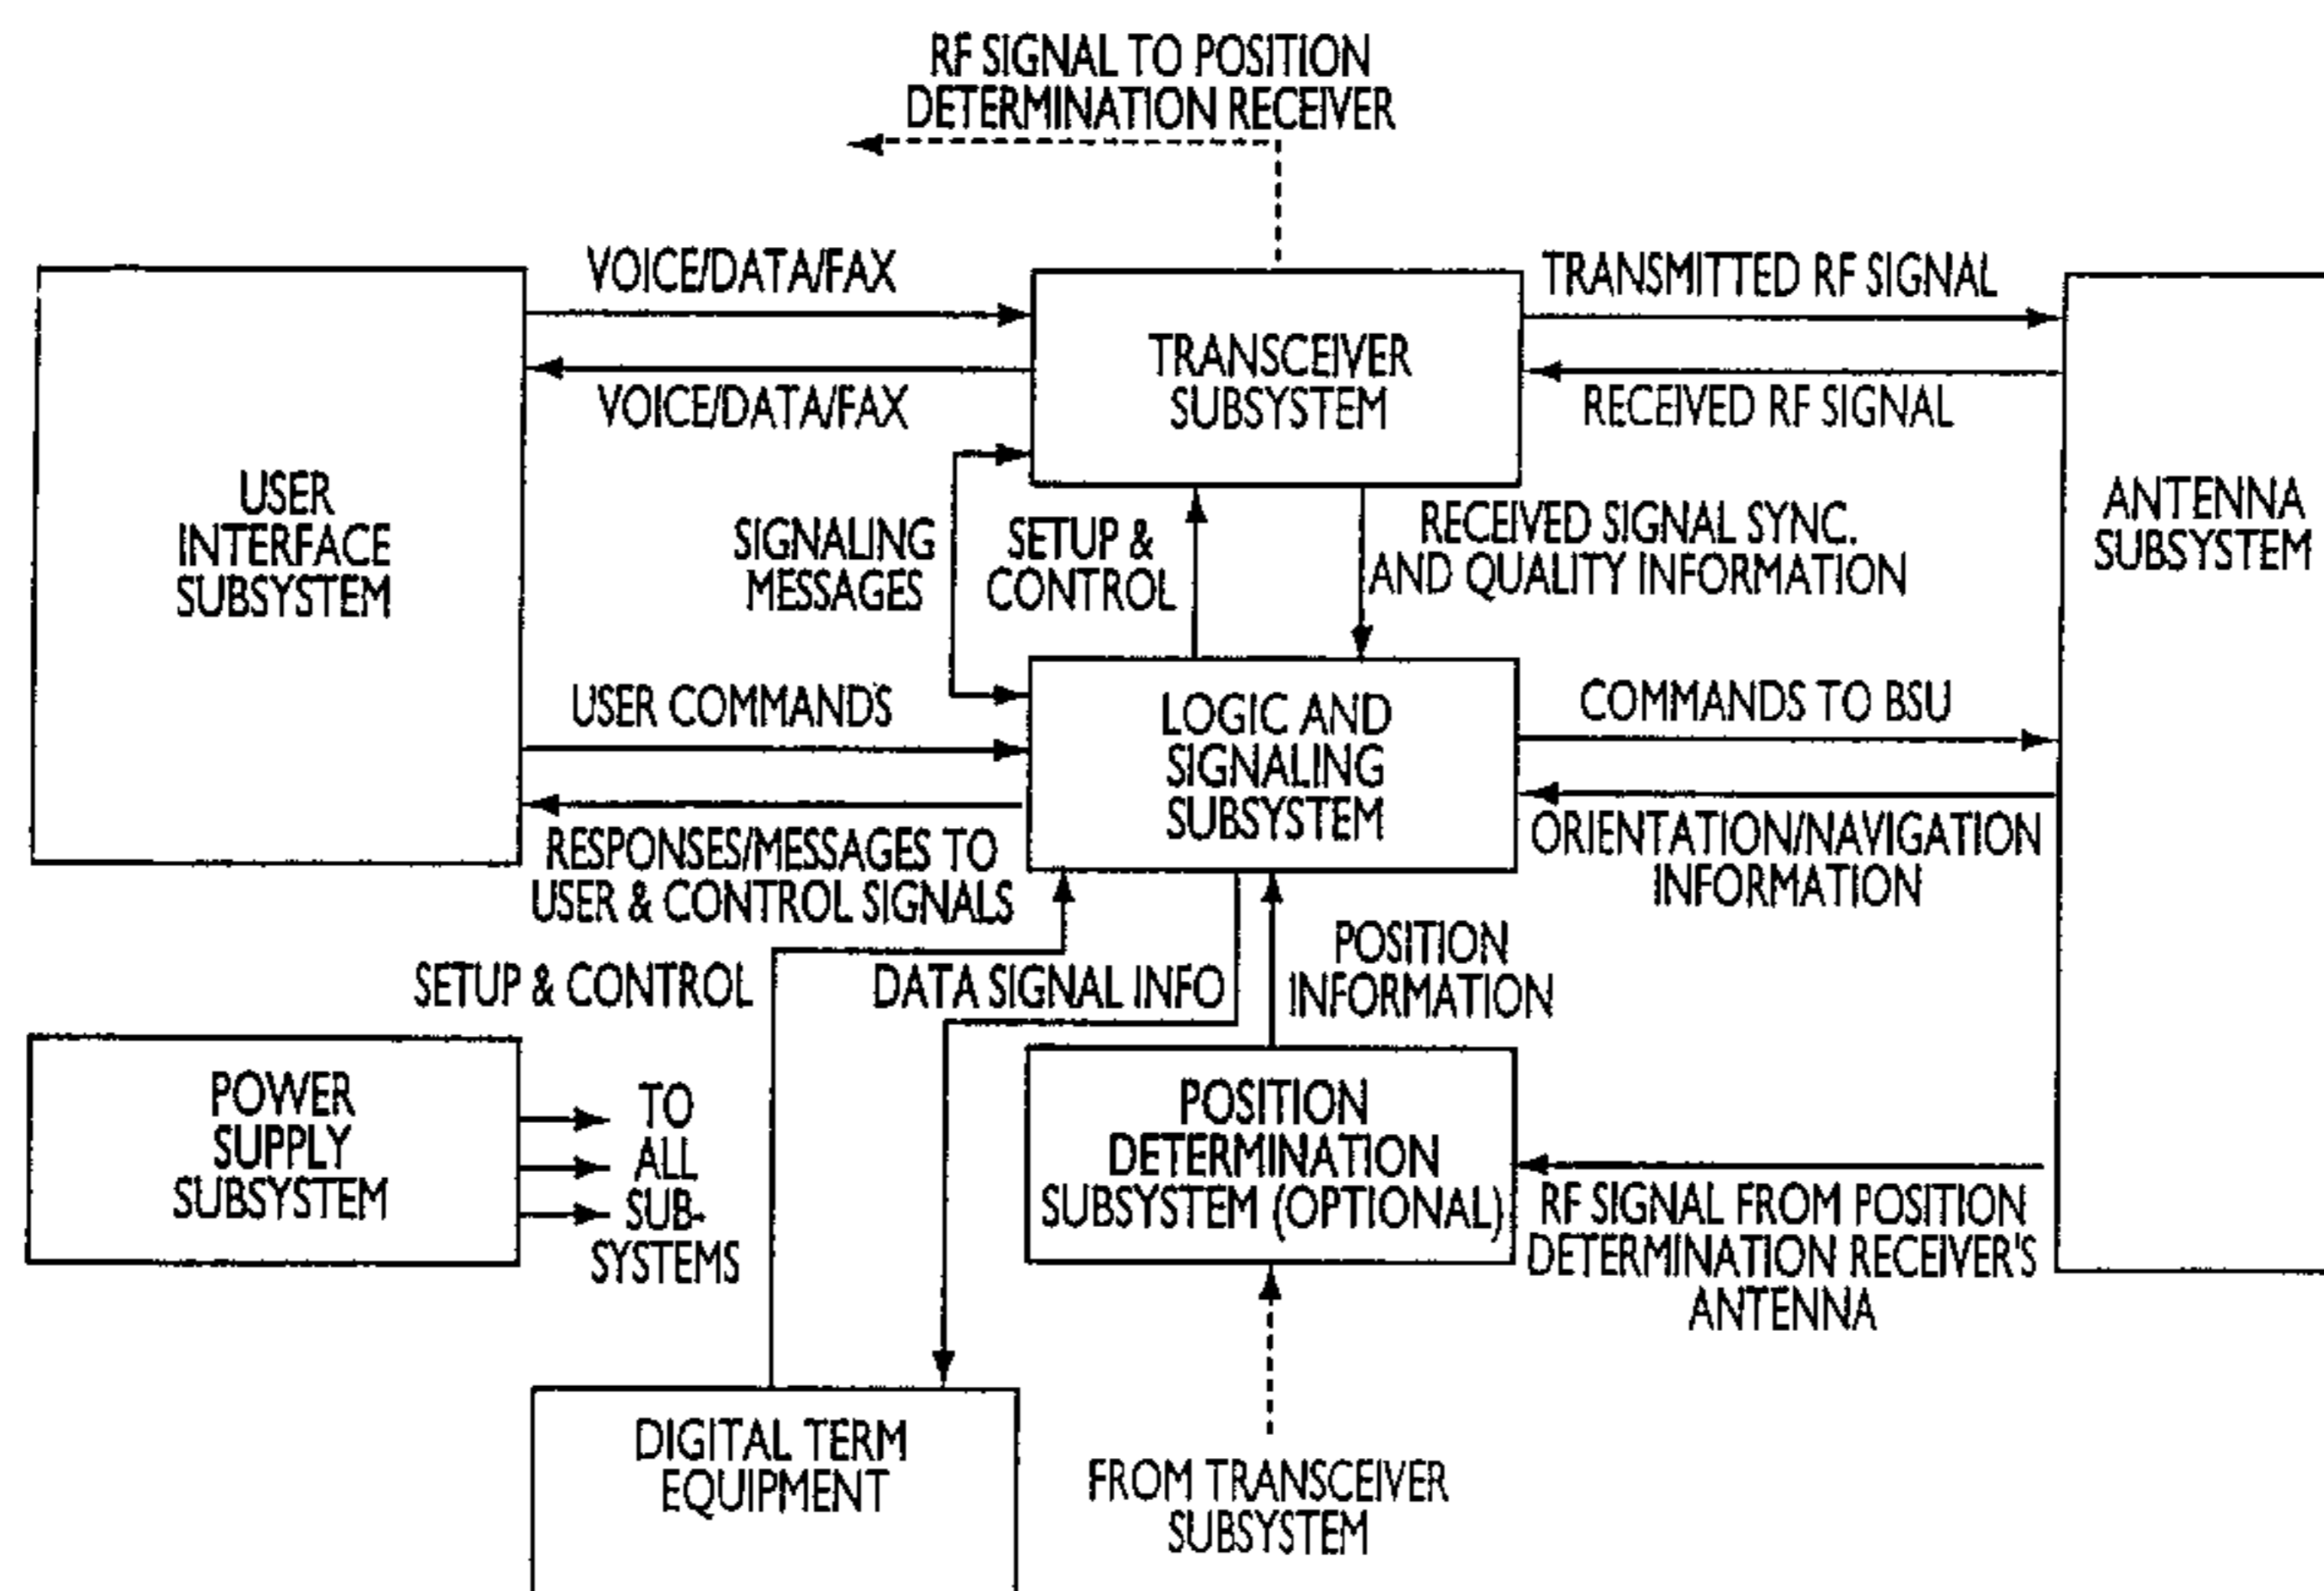 RF SIGNAL TO POSITION
DETERMINATION RECEIVER
VOICE/DATA/FAX
TRANSMITTED RF SIGNAL
TRANSCEIVER
SUBSYSTEM
VOICE/DATA/FAX
RECEIVED RF SIGNAL
USER
INTERFACE
SUBSYSTEM
ANTENNA
SUBSYSTEM
SIGNALING
MESSAGES
SETUP &
CONTROL
RECEIVED SIGNAL SYNC.
AND QUALITY INFORMATION
USER COMMANDS
LOGIC AND
SIGNALING
SUBSYSTEM
COMMANDS TO BSU
RESPONSES/MESSAGES TO
USER & CONTROL SIGNALS
ORIENTATION/NAVIGATION
INFORMATION
SETUP & CONTROL
DATA SIGNAL INFO
POSITION
INFORMATION
POWER
SUPPLY
SUBSYSTEM
TO
ALL
SUB-
SYSTEMS
POSITION
DETERMINATION
SUBSYSTEM (OPTIONAL)
RF SIGNAL FROM POSITION
DETERMINATION RECEIVER'S
ANTENNA
DIGITAL TERM
EQUIPMENT
FROM TRANSCEIVER
SUBSYSTEM